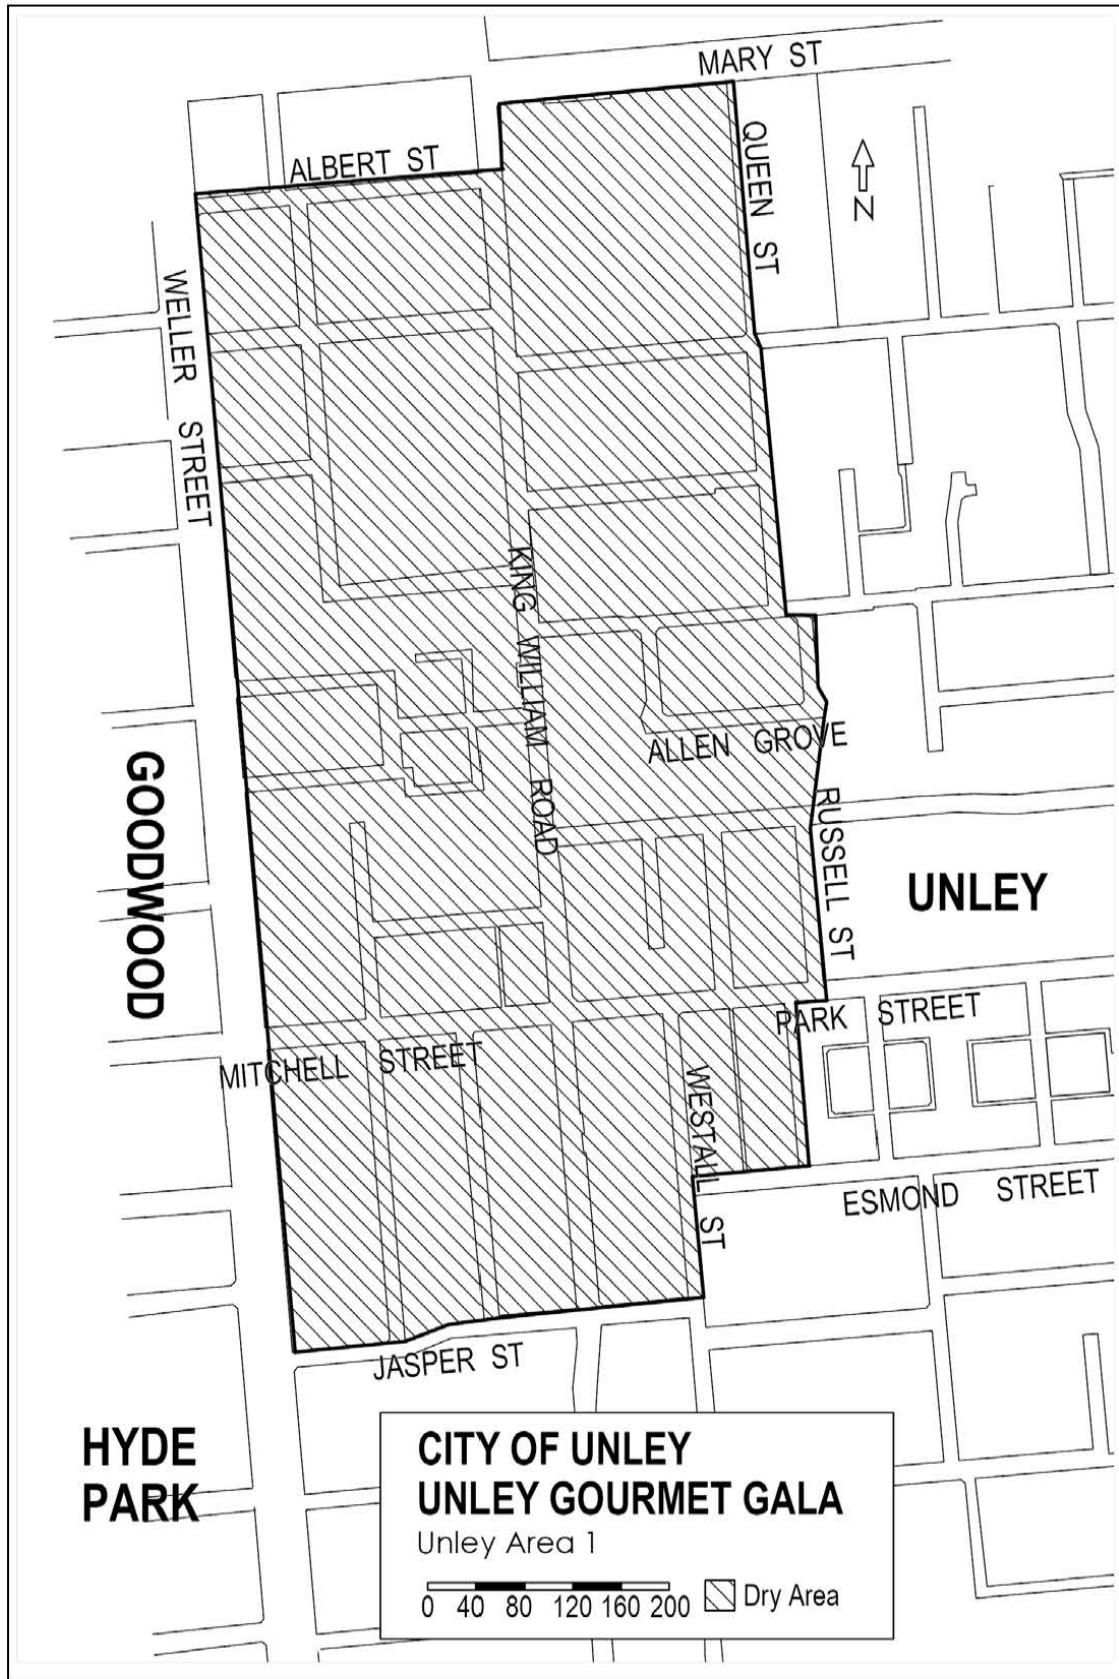 MARY ST
QUEEN ST
ALBERT ST
N
WELLER STREET
KING WILLIAM ROAD
ALLEN GROVE
GOODWOOD
RUSSELL ST
UNLEY
PARK STREET
MITCHELL STREET
WESTALL ST
ESMOND STREET
JASPER ST
HYDE
PARK
CITY OF UNLEY
UNLEY GOURMET GALA
Unley Area 1
0 40 80 120 160 200
Dry Area